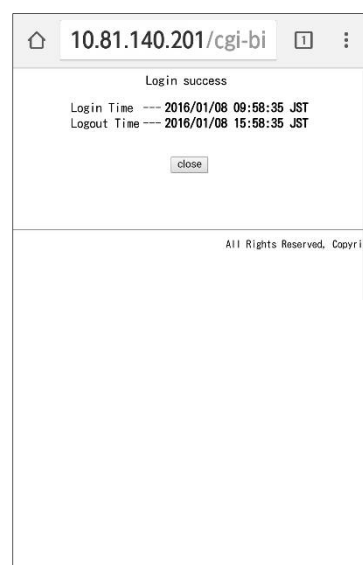 10.81.140.201/cgi-bi 1
Login success
Login Time --- 2016/01/08 09:58:35 JST
Logout Time --- 2016/01/08 15:58:35 JST
close
All Rights Reserved, Copyri